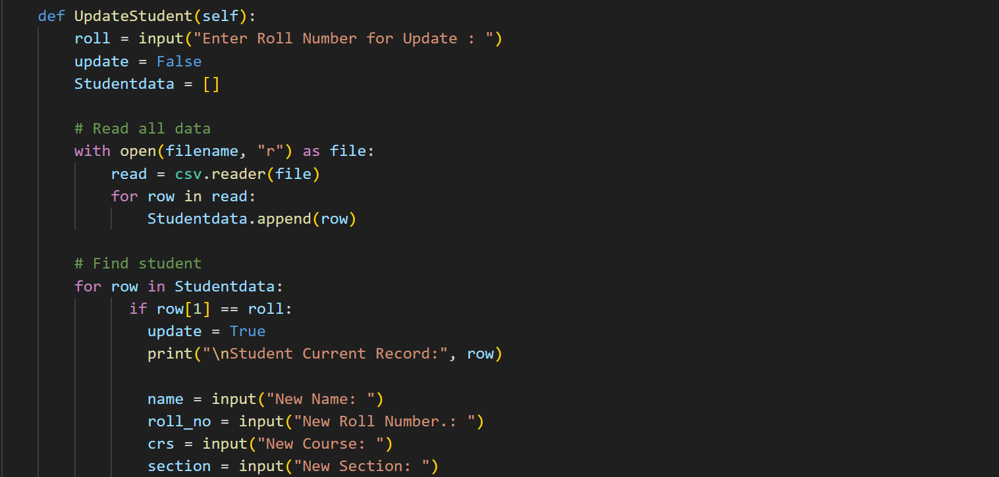 def UpdateStudent(self):
    roll = input("Enter Roll Number for Update : ")
    update = False
    Studentdata = []

    # Read all data
    with open(filename, "r") as file:
        read = csv.reader(file)
        for row in read:
            Studentdata.append(row)

    # Find student
    for row in Studentdata:
          if row[1] == roll:
            update = True
            print("\nStudent Current Record:", row)

            name = input("New Name: ")
            roll_no = input("New Roll Number.: ")
            crs = input("New Course: ")
            section = input("New Section: ")